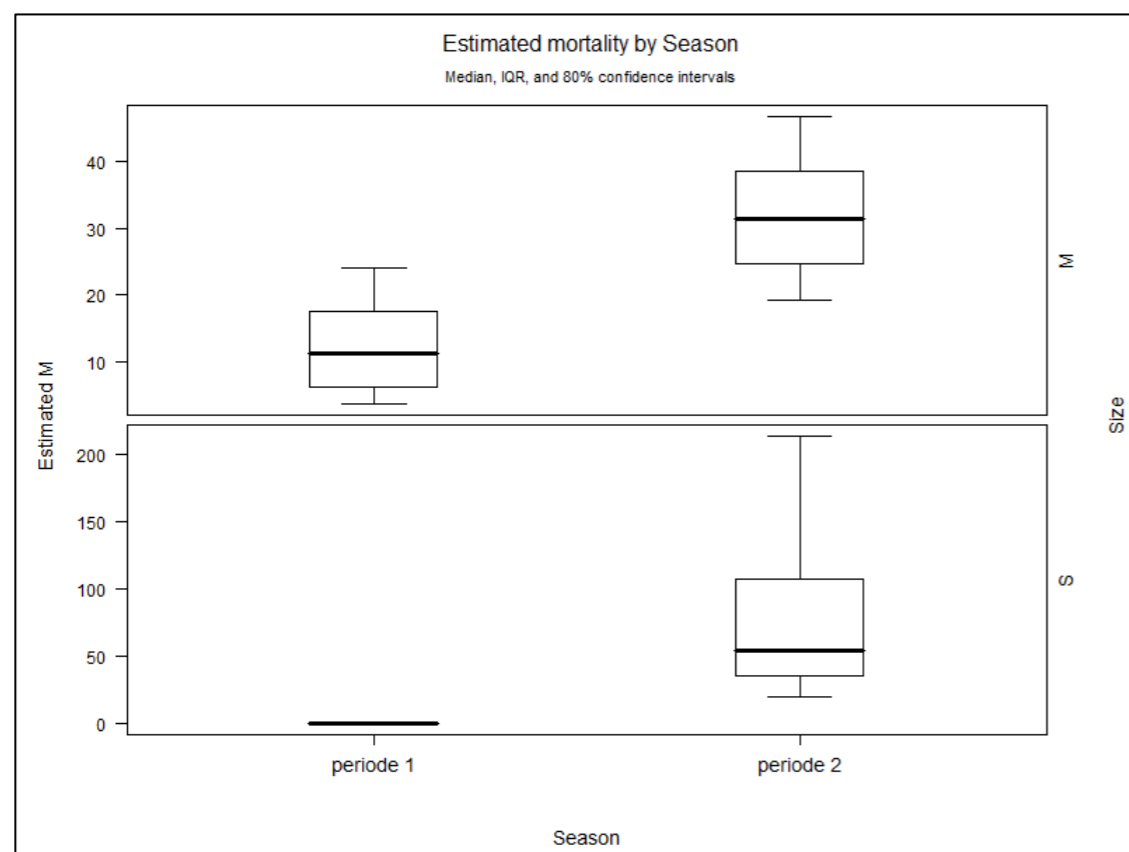 Estimated mortality by Season
Median, IQR, and 80% confidence intervals
Estimated M
40
30
20
10
M
200
150
100
50
0
S
Size
periode 1
periode 2
Season